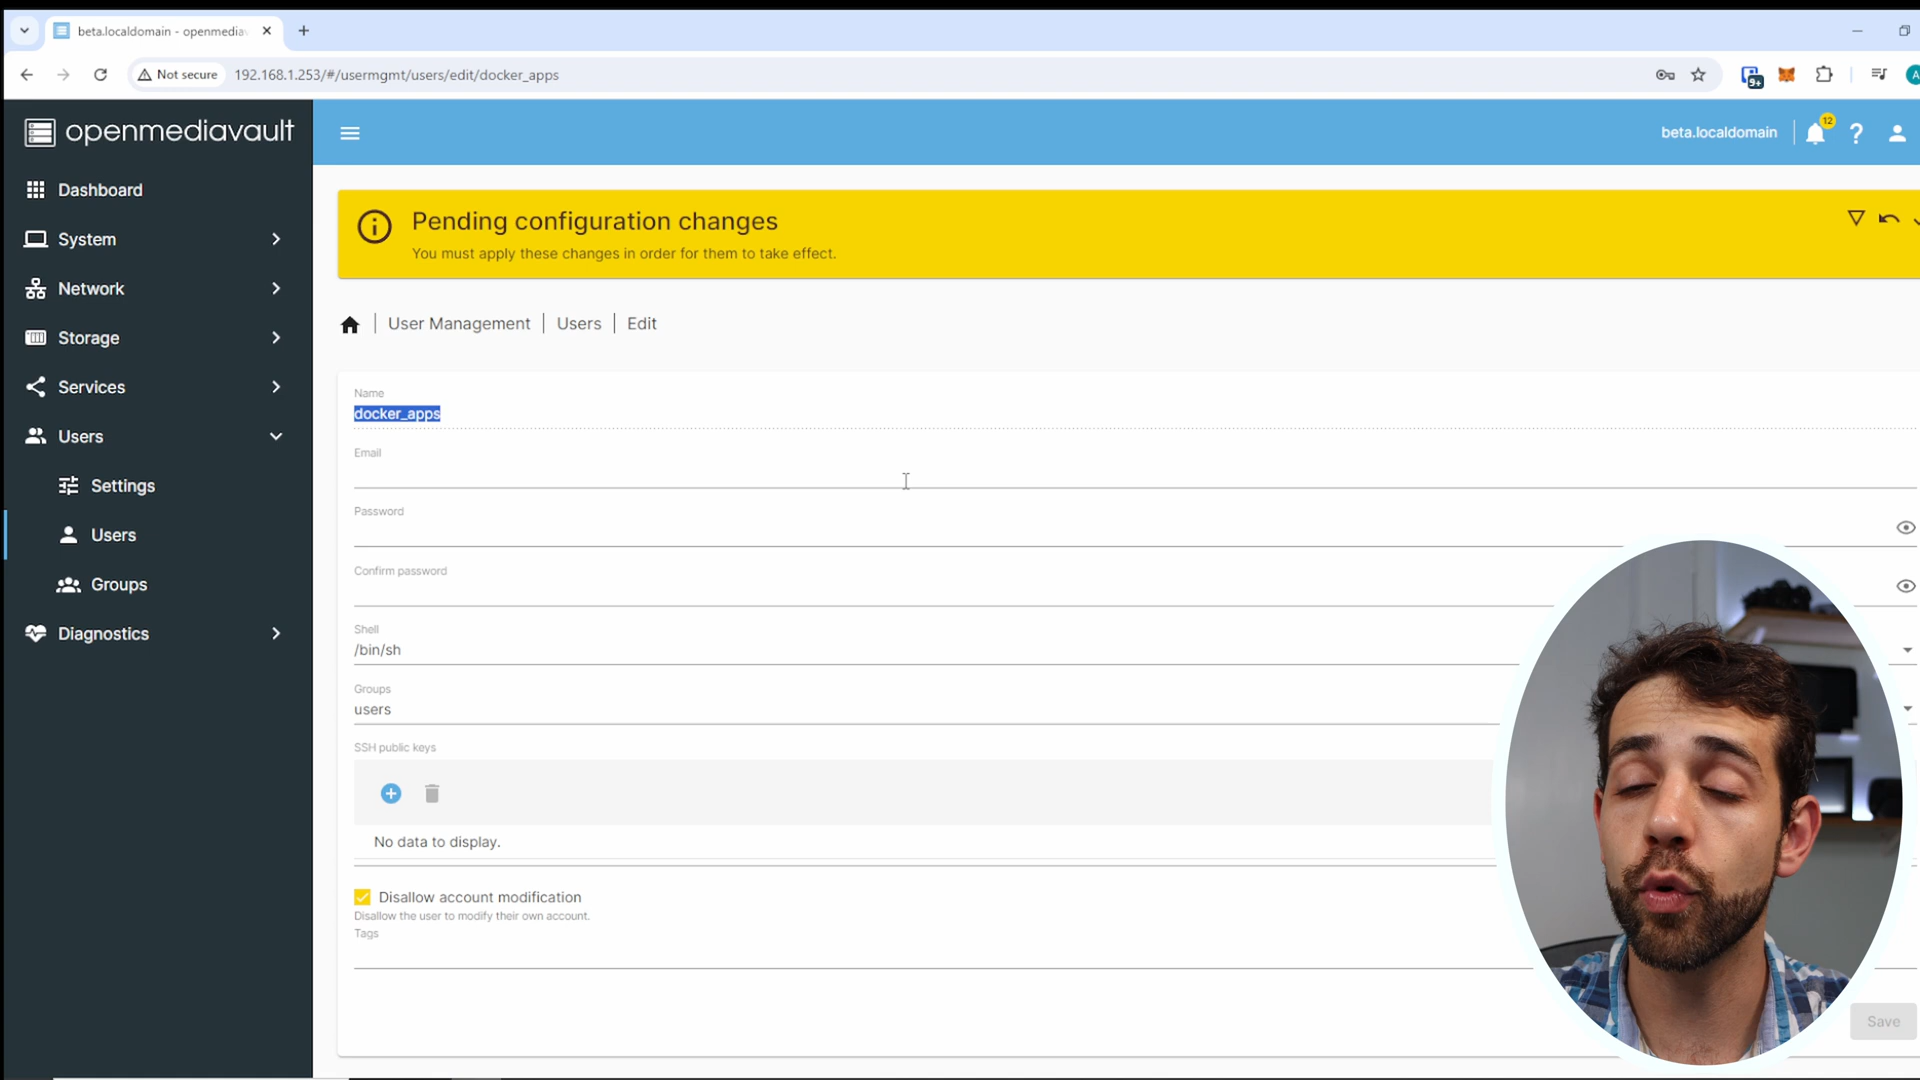 beta.localdomain - openmedia
Not secure
192.168.1.253/#/usermgmt/users/edit/docker_apps
9+
A
openmediavault
beta.localdomain
12
Dashboard
System
Network
Storage
Services
Users
Settings
Users
Groups
Diagnostics
Pending configuration changes
You must apply these changes in order for them to take effect.
User Management
Users
Edit
Name
docker_apps
Email
Password
Confirm password
Shell
/bin/sh
Groups
users
SSH public keys
No data to display.
Disallow account modification
Disallow the user to modify their own account.
Tags
Save